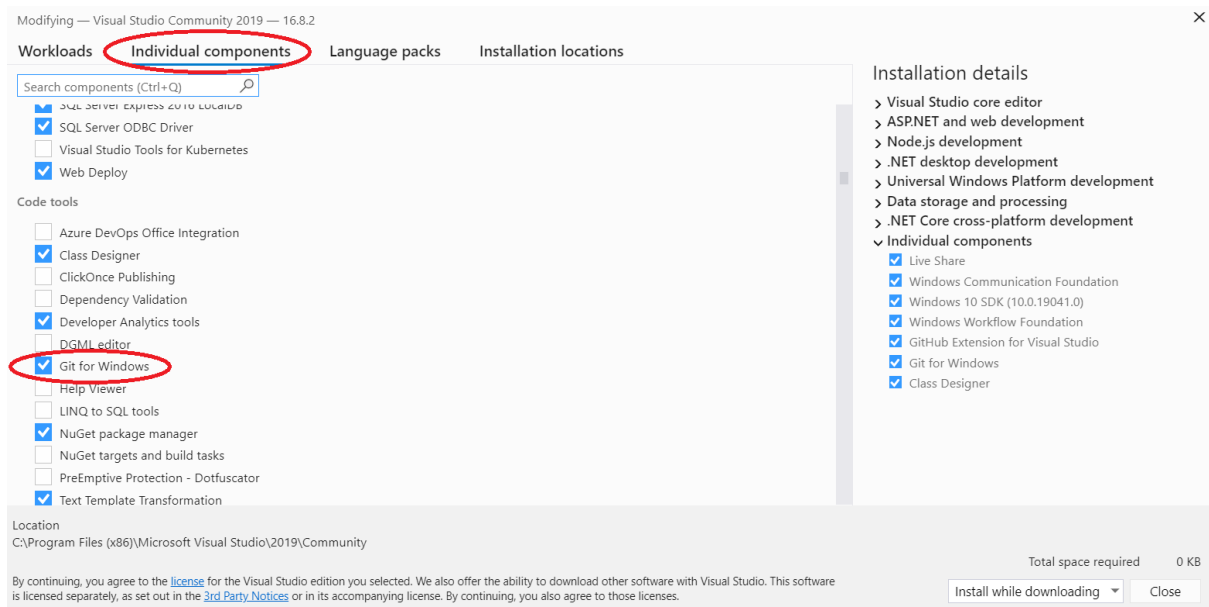 Modifying — Visual Studio Community 2019 — 16.8.2
Workloads Individual components Language packs Installation locations
Search components (Ctrl+Q)
SQL Server Express 2016 LocalDB
SQL Server ODBC Driver
Visual Studio Tools for Kubernetes
Web Deploy
Code tools
Azure DevOps Office Integration
Class Designer
ClickOnce Publishing
Dependency Validation
Developer Analytics tools
DGML editor
Git for Windows
Help Viewer
LINQ to SQL tools
NuGet package manager
NuGet targets and build tasks
PreEmptive Protection - Dotfuscator
Text Template Transformation
Installation details
Visual Studio core editor
ASP.NET and web development
Node.js development
.NET desktop development
Universal Windows Platform development
Data storage and processing
.NET Core cross-platform development
Individual components
Live Share
Windows Communication Foundation
Windows 10 SDK (10.0.19041.0)
Windows Workflow Foundation
GitHub Extension for Visual Studio
Git for Windows
Class Designer
Location
C:\Program Files (x86)\Microsoft Visual Studio\2019\Community
Total space required 0 KB
By continuing, you agree to the license for the Visual Studio edition you selected. We also offer the ability to download other software with Visual Studio. This software
is licensed separately, as set out in the 3rd Party Notices or in its accompanying license. By continuing, you also agree to those licenses.
Install while downloading Close